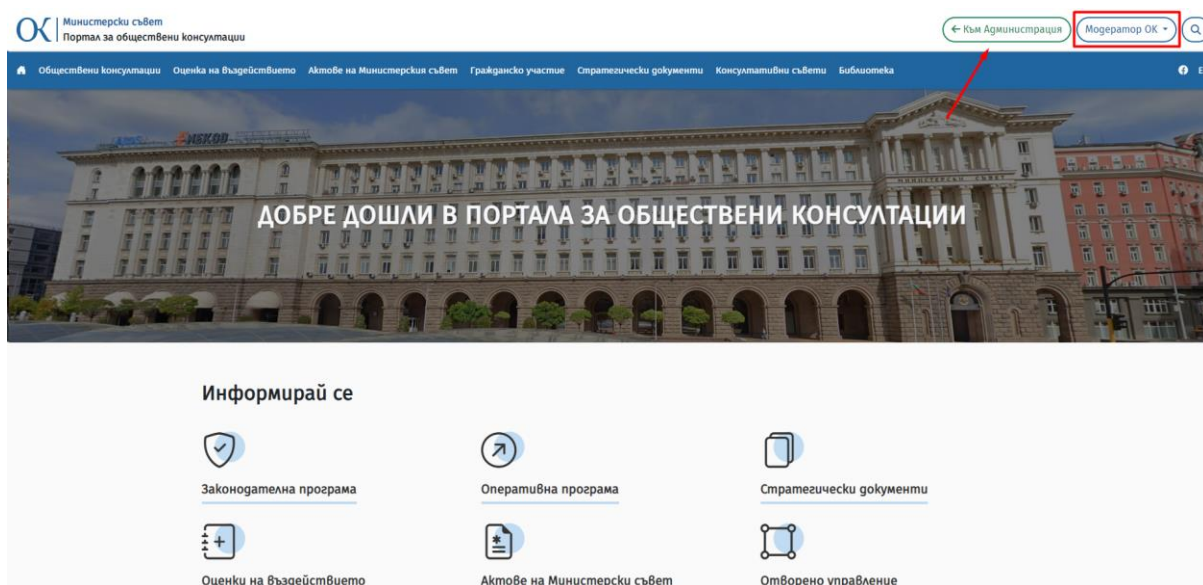 ОК
Министерски съвет
Портал за обществени консултации
← Към Администрация
Модератор ОК
Обществени консултации Оценка на въздействието Актове на Министерския съвет Гражданско участие Стратегически документи Консултативни съвети Библиотека
МИНИСТЕРСКИ СЪВЕТ
ДОБРЕ ДОШЛИ В ПОРТАЛА ЗА ОБЩЕСТВЕНИ КОНСУЛТАЦИИ
Информирай се
Законодателна програма
Оперативна програма
Стратегически документи
Оценки на въздействието
Актове на Министерски съвет
Отворено управление